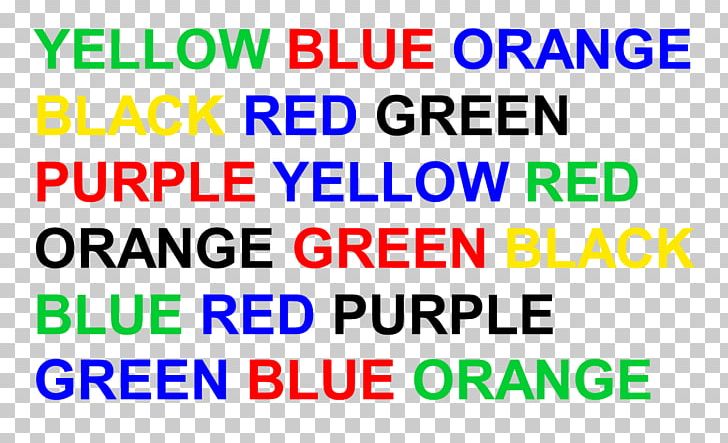 YELLOW BLUE ORANGE
BLACK RED GREEN
PURPLE YELLOW RED
ORANGE GREEN BLACK
BLUE RED PURPLE
GREEN BLUE ORANGE